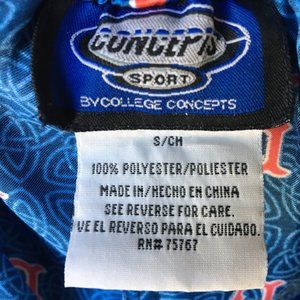 CONCEPTS
SPORT
BY COLLEGE CONCEPTS
S/CH
100% POLYESTER/POLIESTER
MADE IN/HECHO EN CHINA
SEE REVERSE FOR CARE.
VE EL REVERSO PARA EL CUIDADO.
RN# 75767